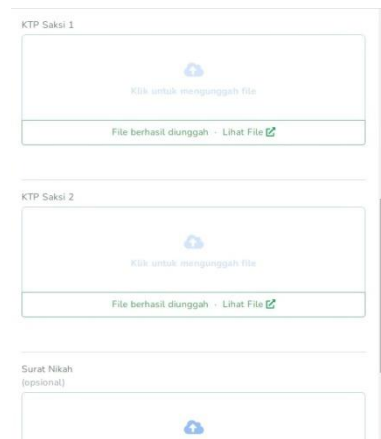 KTP Saksi 1
Klik untuk mengunggah file
File berhasil diunggah · Lihat File
KTP Saksi 2
Klik untuk mengunggah file
File berhasil diunggah · Lihat File
Surat Nikah
(opsional)